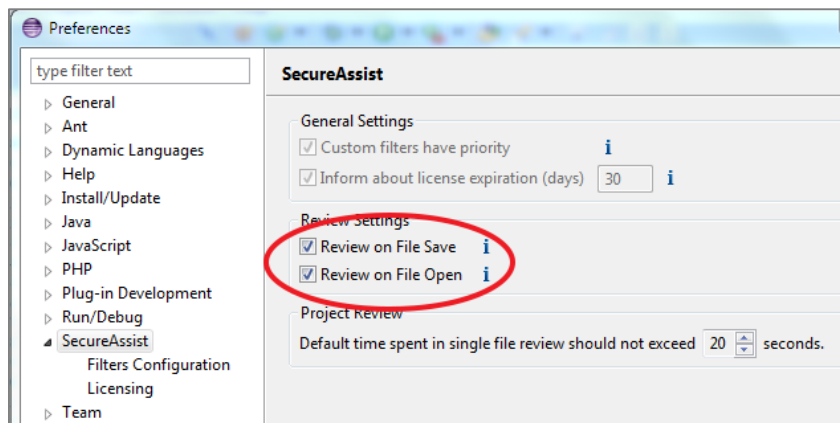 Preferences
type filter text
General
Ant
Dynamic Languages
Help
Install/Update
Java
JavaScript
PHP
Plug-in Development
Run/Debug
SecureAssist
Filters Configuration
Licensing
Team
SecureAssist
General Settings
Custom filters have priority
Inform about license expiration (days) 30
Review Settings
Review on File Save
Review on File Open
Project Review
Default time spent in single file review should not exceed 20 seconds.